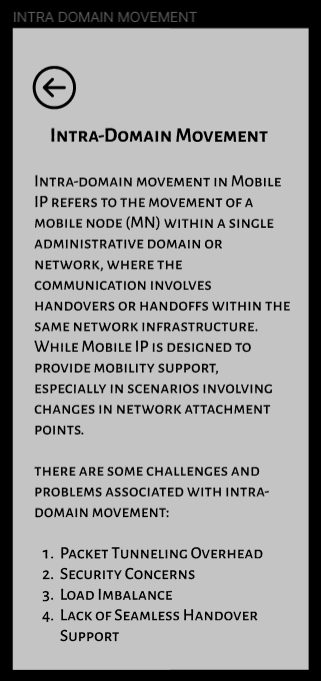 INTRA DOMAIN MOVEMENT
Intra-Domain Movement
Intra-domain movement in Mobile
IP refers to the movement of a
mobile node (MN) within a single
administrative domain or
network, where the
communication involves
handovers or handoffs within the
same network infrastructure.
While Mobile IP is designed to
provide mobility support,
especially in scenarios involving
changes in network attachment
points.
there are some challenges and
problems associated with intra-
domain movement:
1. Packet Tunneling Overhead
2. Security Concerns
3. Load Imbalance
4. Lack of Seamless Handover
Support